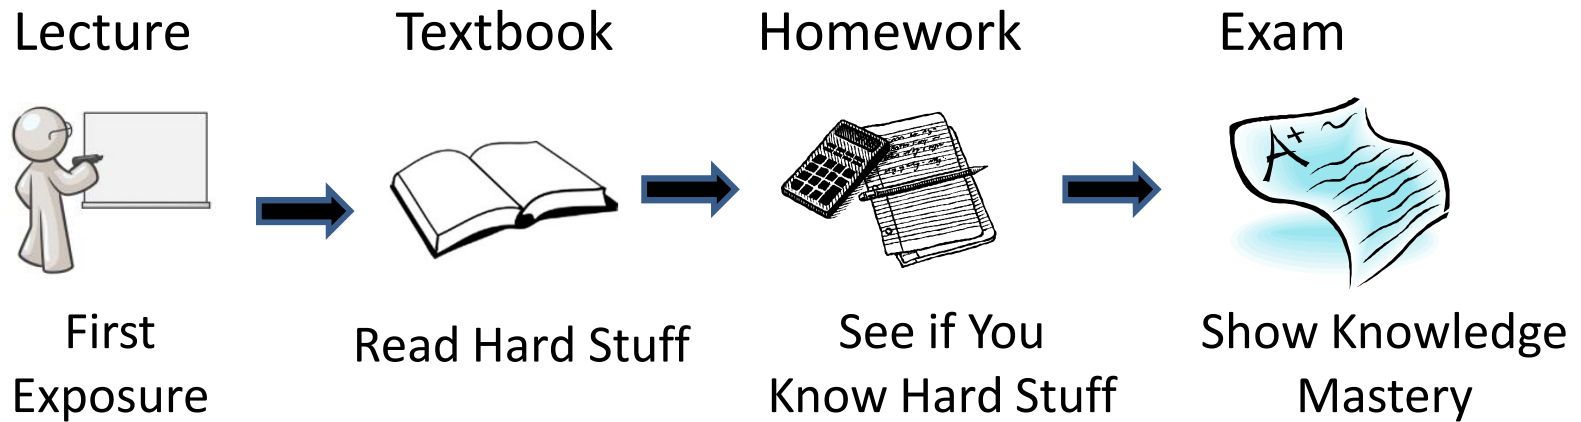 Lecture
Textbook
Homework
Exam
A+
First
Exposure
Read Hard Stuff
See if You
Know Hard Stuff
Show Knowledge
Mastery